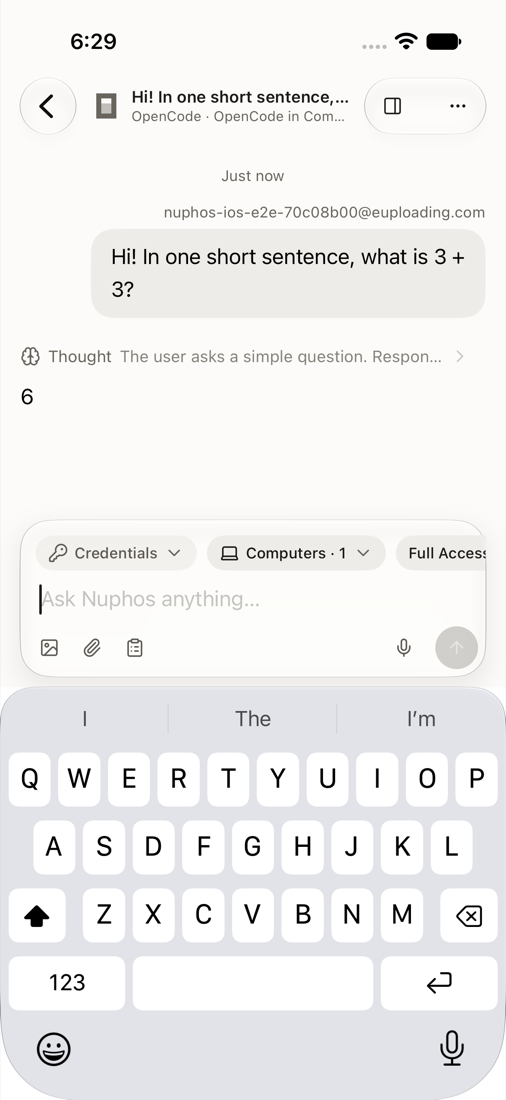 6:29
Hi! In one short sentence,...
OpenCode · OpenCode in Com...
Just now
nuphos-ios-e2e-70c08b00@euploading.com
Hi! In one short sentence, what is 3 +
3?
Thought The user asks a simple question. Respon...
6
Credentials
Computers · 1
Full Access
Ask Nuphos anything...
I The I’m
Q W E R T Y U I O P
A S D F G H J K L
Z X C V B N M
123